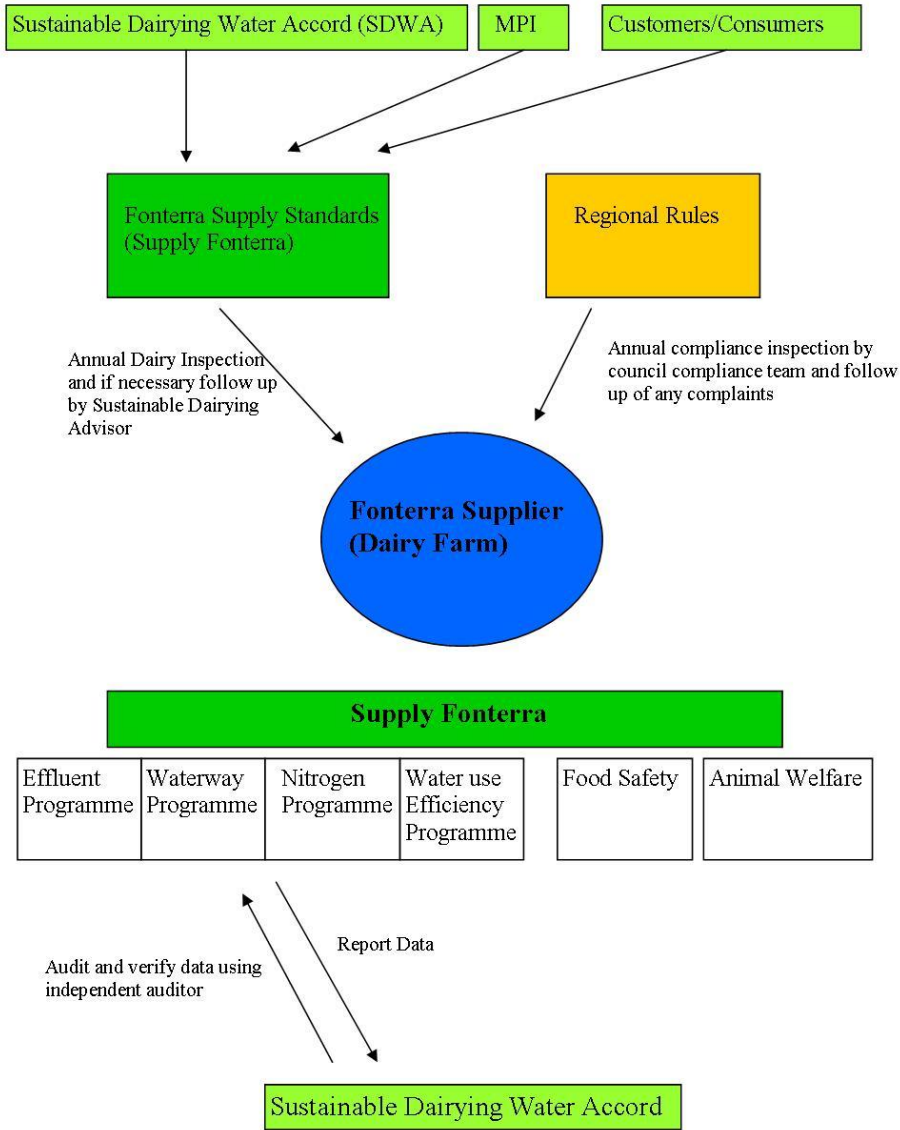 Sustainable Dairying Water Accord (SDWA)
MPI
Customers/Consumers
Fonterra Supply Standards
(Supply Fonterra)
Regional Rules
Annual Dairy Inspection
and if necessary follow up
by Sustainable Dairying
Advisor
Annual compliance inspection by
council compliance team and follow
up of any complaints
Fonterra Supplier
(Dairy Farm)
Supply Fonterra
Effluent
Programme
Waterway
Programme
Nitrogen
Programme
Water use
Efficiency
Programme
Food Safety
Animal Welfare
Report Data
Audit and verify data using
independent auditor
Sustainable Dairying Water Accord